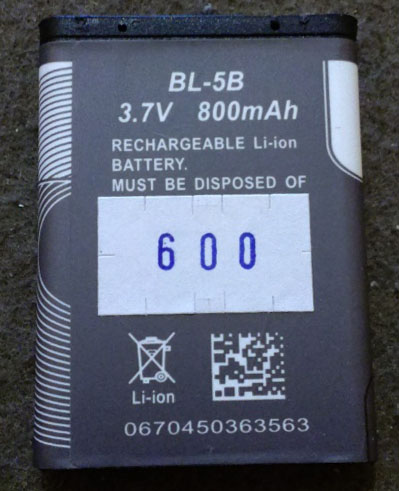 BL-5B
3.7V 800mAh
RECHARGEABLE Li-ion
BATTERY.
MUST BE DISPOSED OF
600
Li-ion
0670450363563